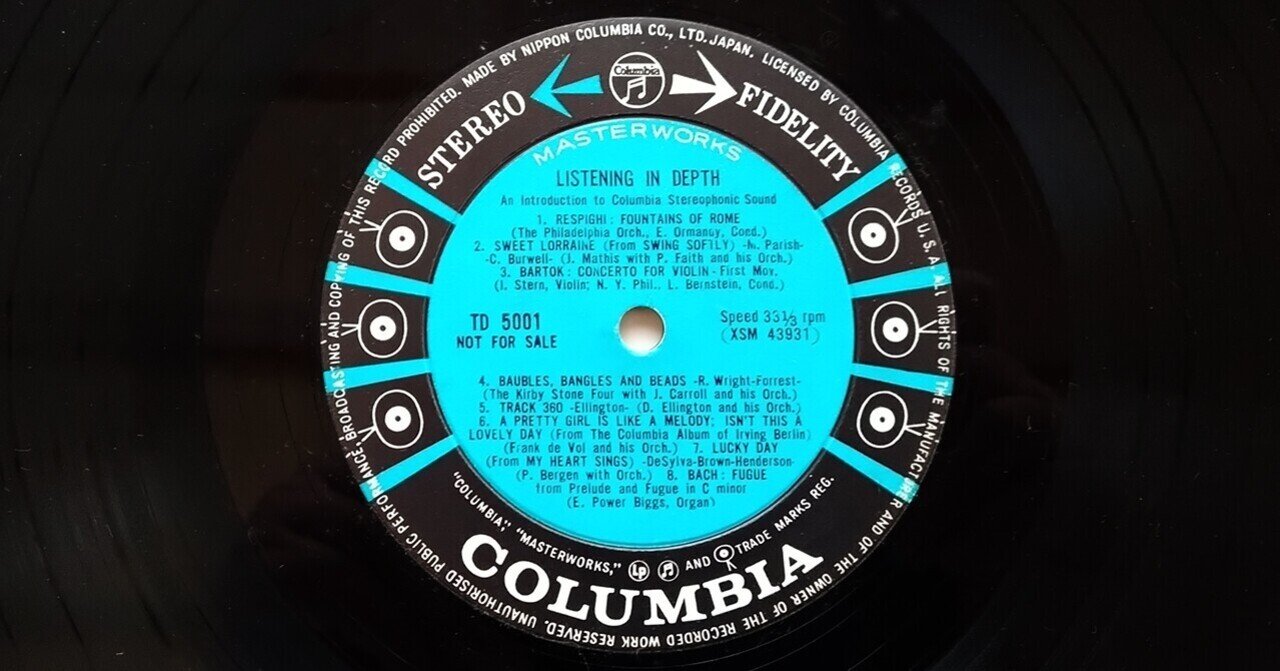 MADE BY NIPPON COLUMBIA CO., LTD. JAPAN. LICENSED BY COLUMBIA RECORDS U.S.A. ALL RIGHTS OF THE MANUFACTURER AND OF THE OWNER OF THE RECORDED WORK RESERVED. UNAUTHORISED PUBLIC PERFORMANCE, BROADCASTING AND COPYING OF THIS RECORD PROHIBITED.
Columbia
STEREO FIDELITY
MASTERWORKS
LISTENING IN DEPTH
An Introduction to Columbia Stereophonic Sound
1. RESPIGHI: FOUNTAINS OF ROME
(The Philadelphia Orch., E. Ormancy, Cond.)
2. SWEET LORRAINE (From SWING SOFTLY) -M. Parish-
-C. Burwell- (J. Mathis with P. Faith and his Orch.)
3. BARTOK: CONCERTO FOR VIOLIN - First Mov.
(I. Stern, Violin; N. Y. Phil., L. Bernstein, Cond.)
TD 5001
NOT FOR SALE
Speed 33⅓ rpm
(XSM 43931)
4. BAUBLES, BANGLES AND BEADS -R. Wright-Forrest-
(The Kirby Stone Four with J. Carroll and his Orch.)
5. TRACK 360 -Ellington- (D. Ellington and his Orch.)
6. A PRETTY GIRL IS LIKE A MELODY; ISN'T THIS A
LOVELY DAY (From The Columbia Album of Irving Berlin)
(Frank de Vol and his Orch.) 7. LUCKY DAY
(From MY HEART SINGS) -DeSylva-Brown-Henderson-
(P. Bergen with Orch.) 8. BACH: FUGUE
from Prelude and Fugue in C minor
(E. Power Biggs, Organ)
"COLUMBIA", "MASTERWORKS," Lp AND TRADE MARKS REG.
COLUMBIA